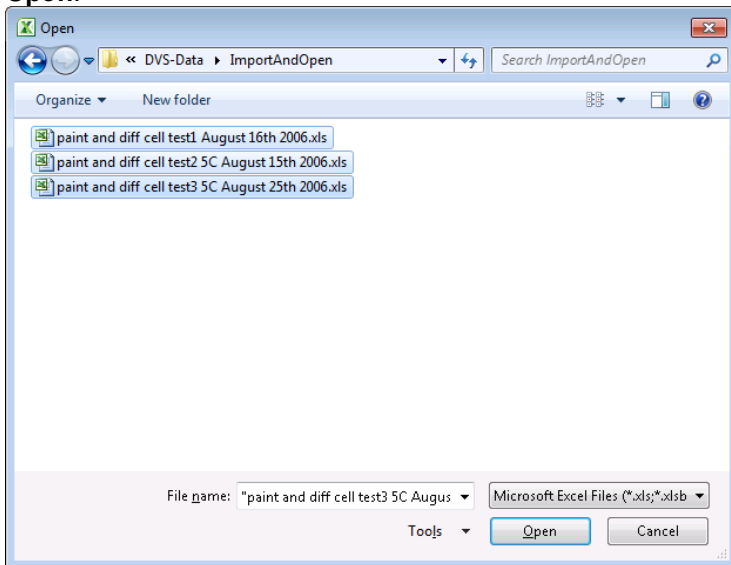 Open
« DVS-Data ▸ ImportAndOpen
Search ImportAndOpen
Organize
New folder
paint and diff cell test1 August 16th 2006.xls
paint and diff cell test2 5C August 15th 2006.xls
paint and diff cell test3 5C August 25th 2006.xls
File name: "paint and diff cell test3 5C Augus
Microsoft Excel Files (*.xls;*.xlsb
Tools
Open
Cancel